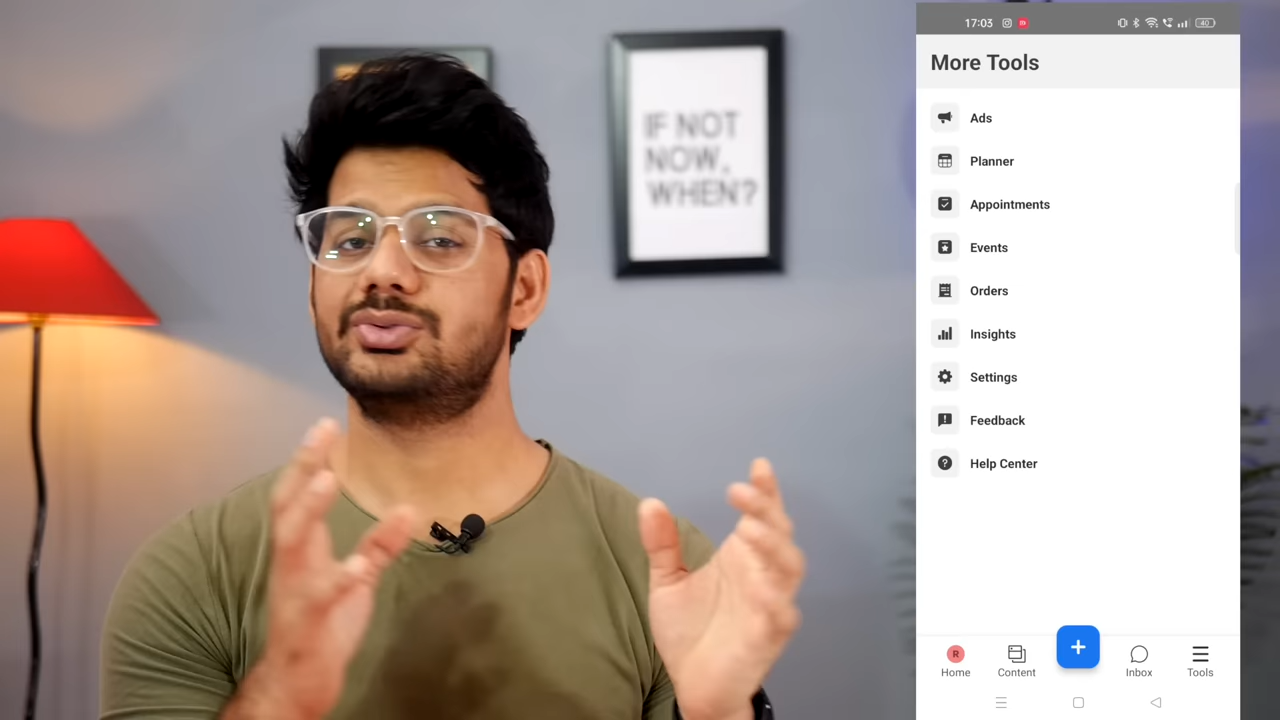 IF NOT
NOW,
WHEN?
17:03
40
More Tools
Ads
Planner
Appointments
Events
Orders
Insights
Settings
Feedback
Help Center
R
Home
Content
Inbox
Tools